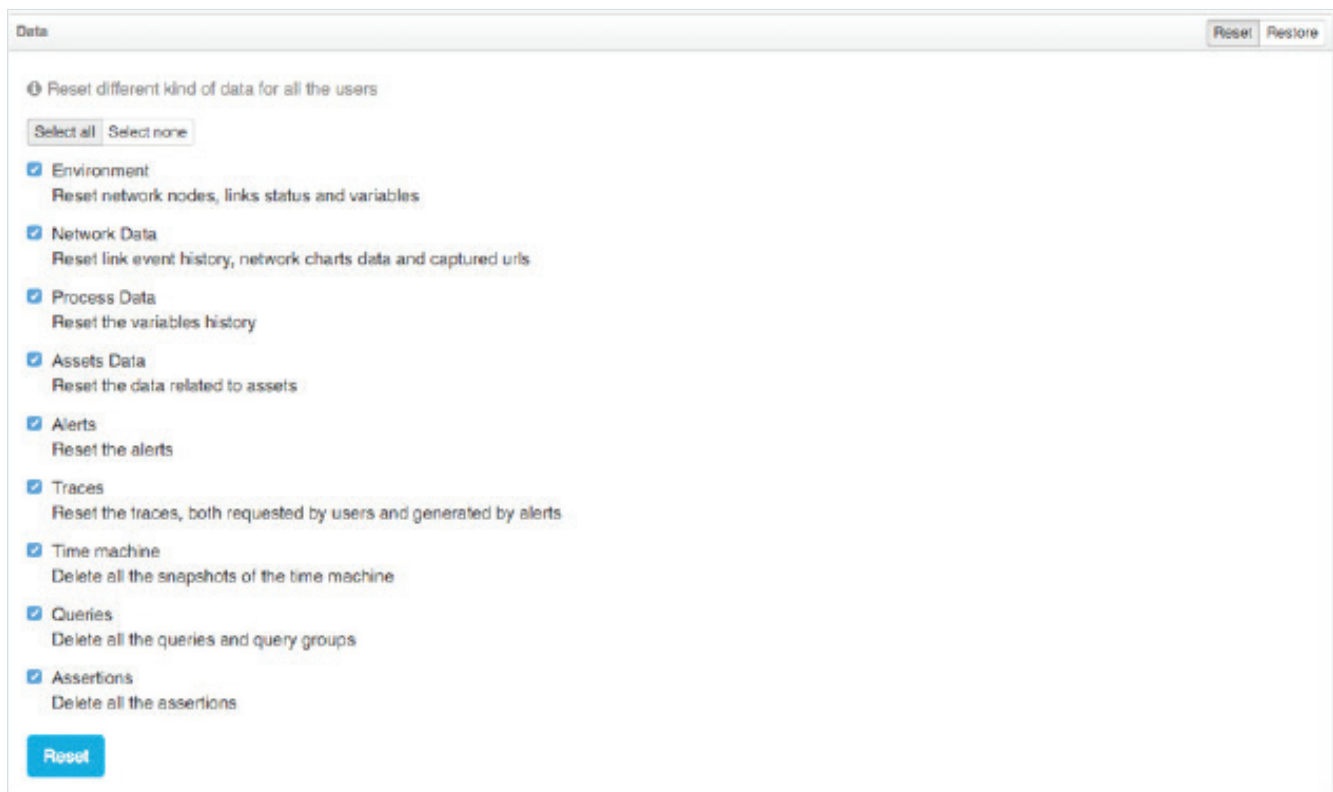 Data
Reset Restore
Reset different kind of data for all the users
Select all Select none
Environment
Reset network nodes, links status and variables
Network Data
Reset link event history, network charts data and captured urls
Process Data
Reset the variables history
Assets Data
Reset the data related to assets
Alerts
Reset the alerts
Traces
Reset the traces, both requested by users and generated by alerts
Time machine
Delete all the snapshots of the time machine
Queries
Delete all the queries and query groups
Assertions
Delete all the assertions
Reset